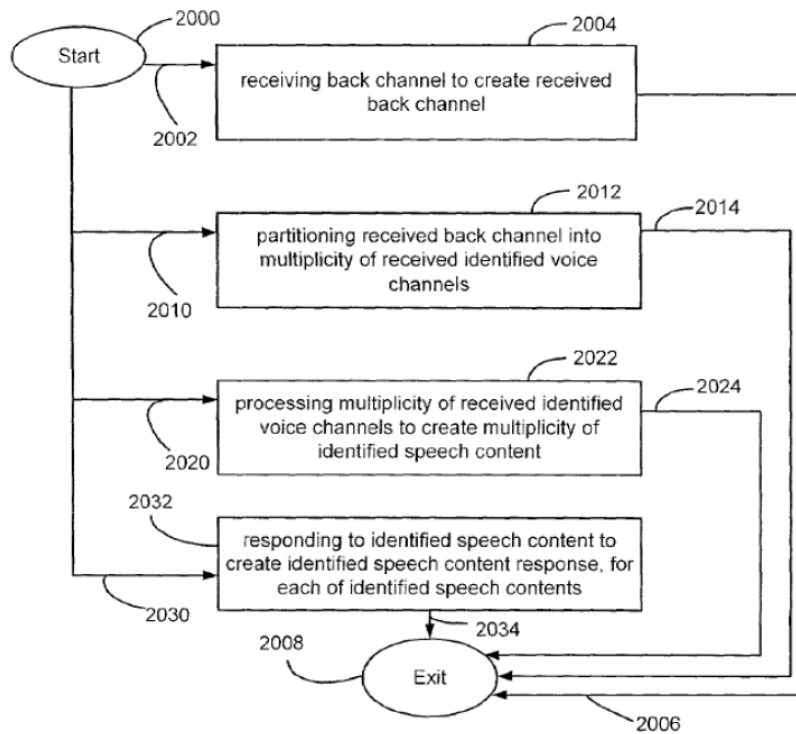 2000
2004
Start
receiving back channel to create received
back channel
2002
2012
2014
partitioning received back channel into
multiplicity of received identified voice
channels
2010
2022
2024
processing multiplicity of received identified
voice channels to create multiplicity of
identified speech content
2020
2032
responding to identified speech content to
create identified speech content response, for
each of identified speech contents
2030
2034
2008
Exit
2006